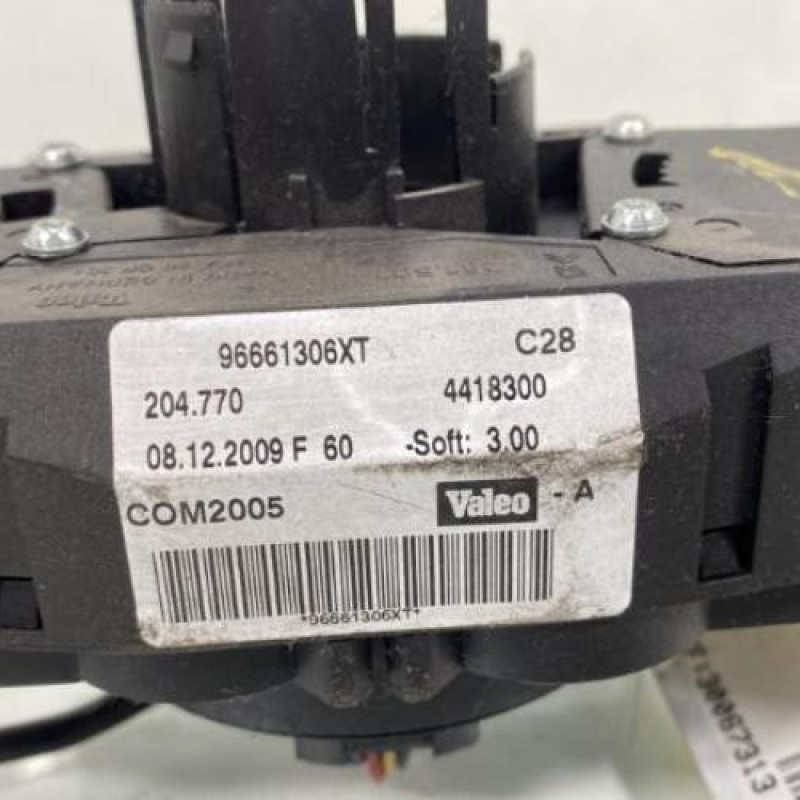 96661306XT C28
204.770 4418300
08.12.2009 F 60 -Soft: 3.00
COM2005 Valeo - A
*96661306XT*